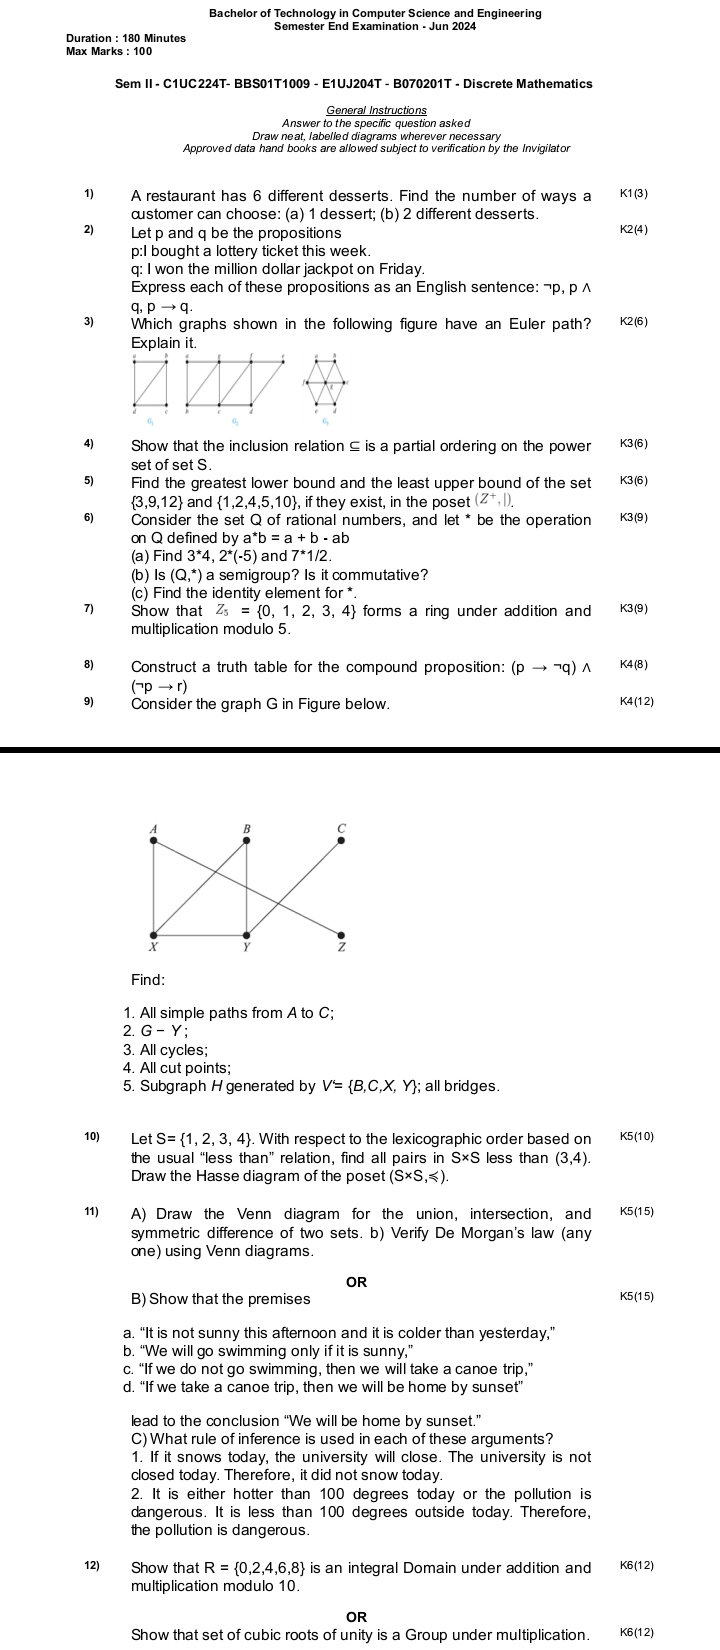 Bachelor of Technology in Computer Science and Engineering
Semester End Examination - Jun 2024
Duration : 180 Minutes
Max Marks : 100
Sem II - C1UC224T- BBS01T1009 - E1UJ204T - B070201T - Discrete Mathematics
General Instructions
Answer to the specific question asked
Draw neat, labelled diagrams wherever necessary
Approved data hand books are allowed subject to verification by the Invigilator
1) A restaurant has 6 different desserts. Find the number of ways a K1(3)
customer can choose: (a) 1 dessert; (b) 2 different desserts.
2) Let p and q be the propositions K2(4)
p:I bought a lottery ticket this week.
q: I won the million dollar jackpot on Friday.
Express each of these propositions as an English sentence: ¬p, p ∧
q, p → q.
3) Which graphs shown in the following figure have an Euler path? K2(6)
Explain it.
G₁ G₂ G₃
4) Show that the inclusion relation ⊆ is a partial ordering on the power K3(6)
set of set S.
5) Find the greatest lower bound and the least upper bound of the set K3(6)
{3,9,12} and {1,2,4,5,10}, if they exist, in the poset (Z⁺, |).
6) Consider the set Q of rational numbers, and let * be the operation K3(9)
on Q defined by a*b = a + b - ab
(a) Find 3*4, 2*(-5) and 7*1/2.
(b) Is (Q,*) a semigroup? Is it commutative?
(c) Find the identity element for *.
7) Show that Z₅ = {0, 1, 2, 3, 4} forms a ring under addition and K3(9)
multiplication modulo 5.
8) Construct a truth table for the compound proposition: (p → ¬q) ∧ K4(8)
(¬p → r)
9) Consider the graph G in Figure below. K4(12)
A B C
X Y Z
Find:
1. All simple paths from A to C;
2. G − Y;
3. All cycles;
4. All cut points;
5. Subgraph H generated by V'= {B,C,X, Y}; all bridges.
10) Let S= {1, 2, 3, 4}. With respect to the lexicographic order based on K5(10)
the usual “less than” relation, find all pairs in S×S less than (3,4).
Draw the Hasse diagram of the poset (S×S,≼).
11) A) Draw the Venn diagram for the union, intersection, and K5(15)
symmetric difference of two sets. b) Verify De Morgan’s law (any
one) using Venn diagrams.
OR
B) Show that the premises K5(15)
a. “It is not sunny this afternoon and it is colder than yesterday,”
b. “We will go swimming only if it is sunny,”
c. “If we do not go swimming, then we will take a canoe trip,”
d. “If we take a canoe trip, then we will be home by sunset”
lead to the conclusion “We will be home by sunset.”
C) What rule of inference is used in each of these arguments?
1. If it snows today, the university will close. The university is not
closed today. Therefore, it did not snow today.
2. It is either hotter than 100 degrees today or the pollution is
dangerous. It is less than 100 degrees outside today. Therefore,
the pollution is dangerous.
12) Show that R = {0,2,4,6,8} is an integral Domain under addition and K6(12)
multiplication modulo 10.
OR
Show that set of cubic roots of unity is a Group under multiplication. K6(12)